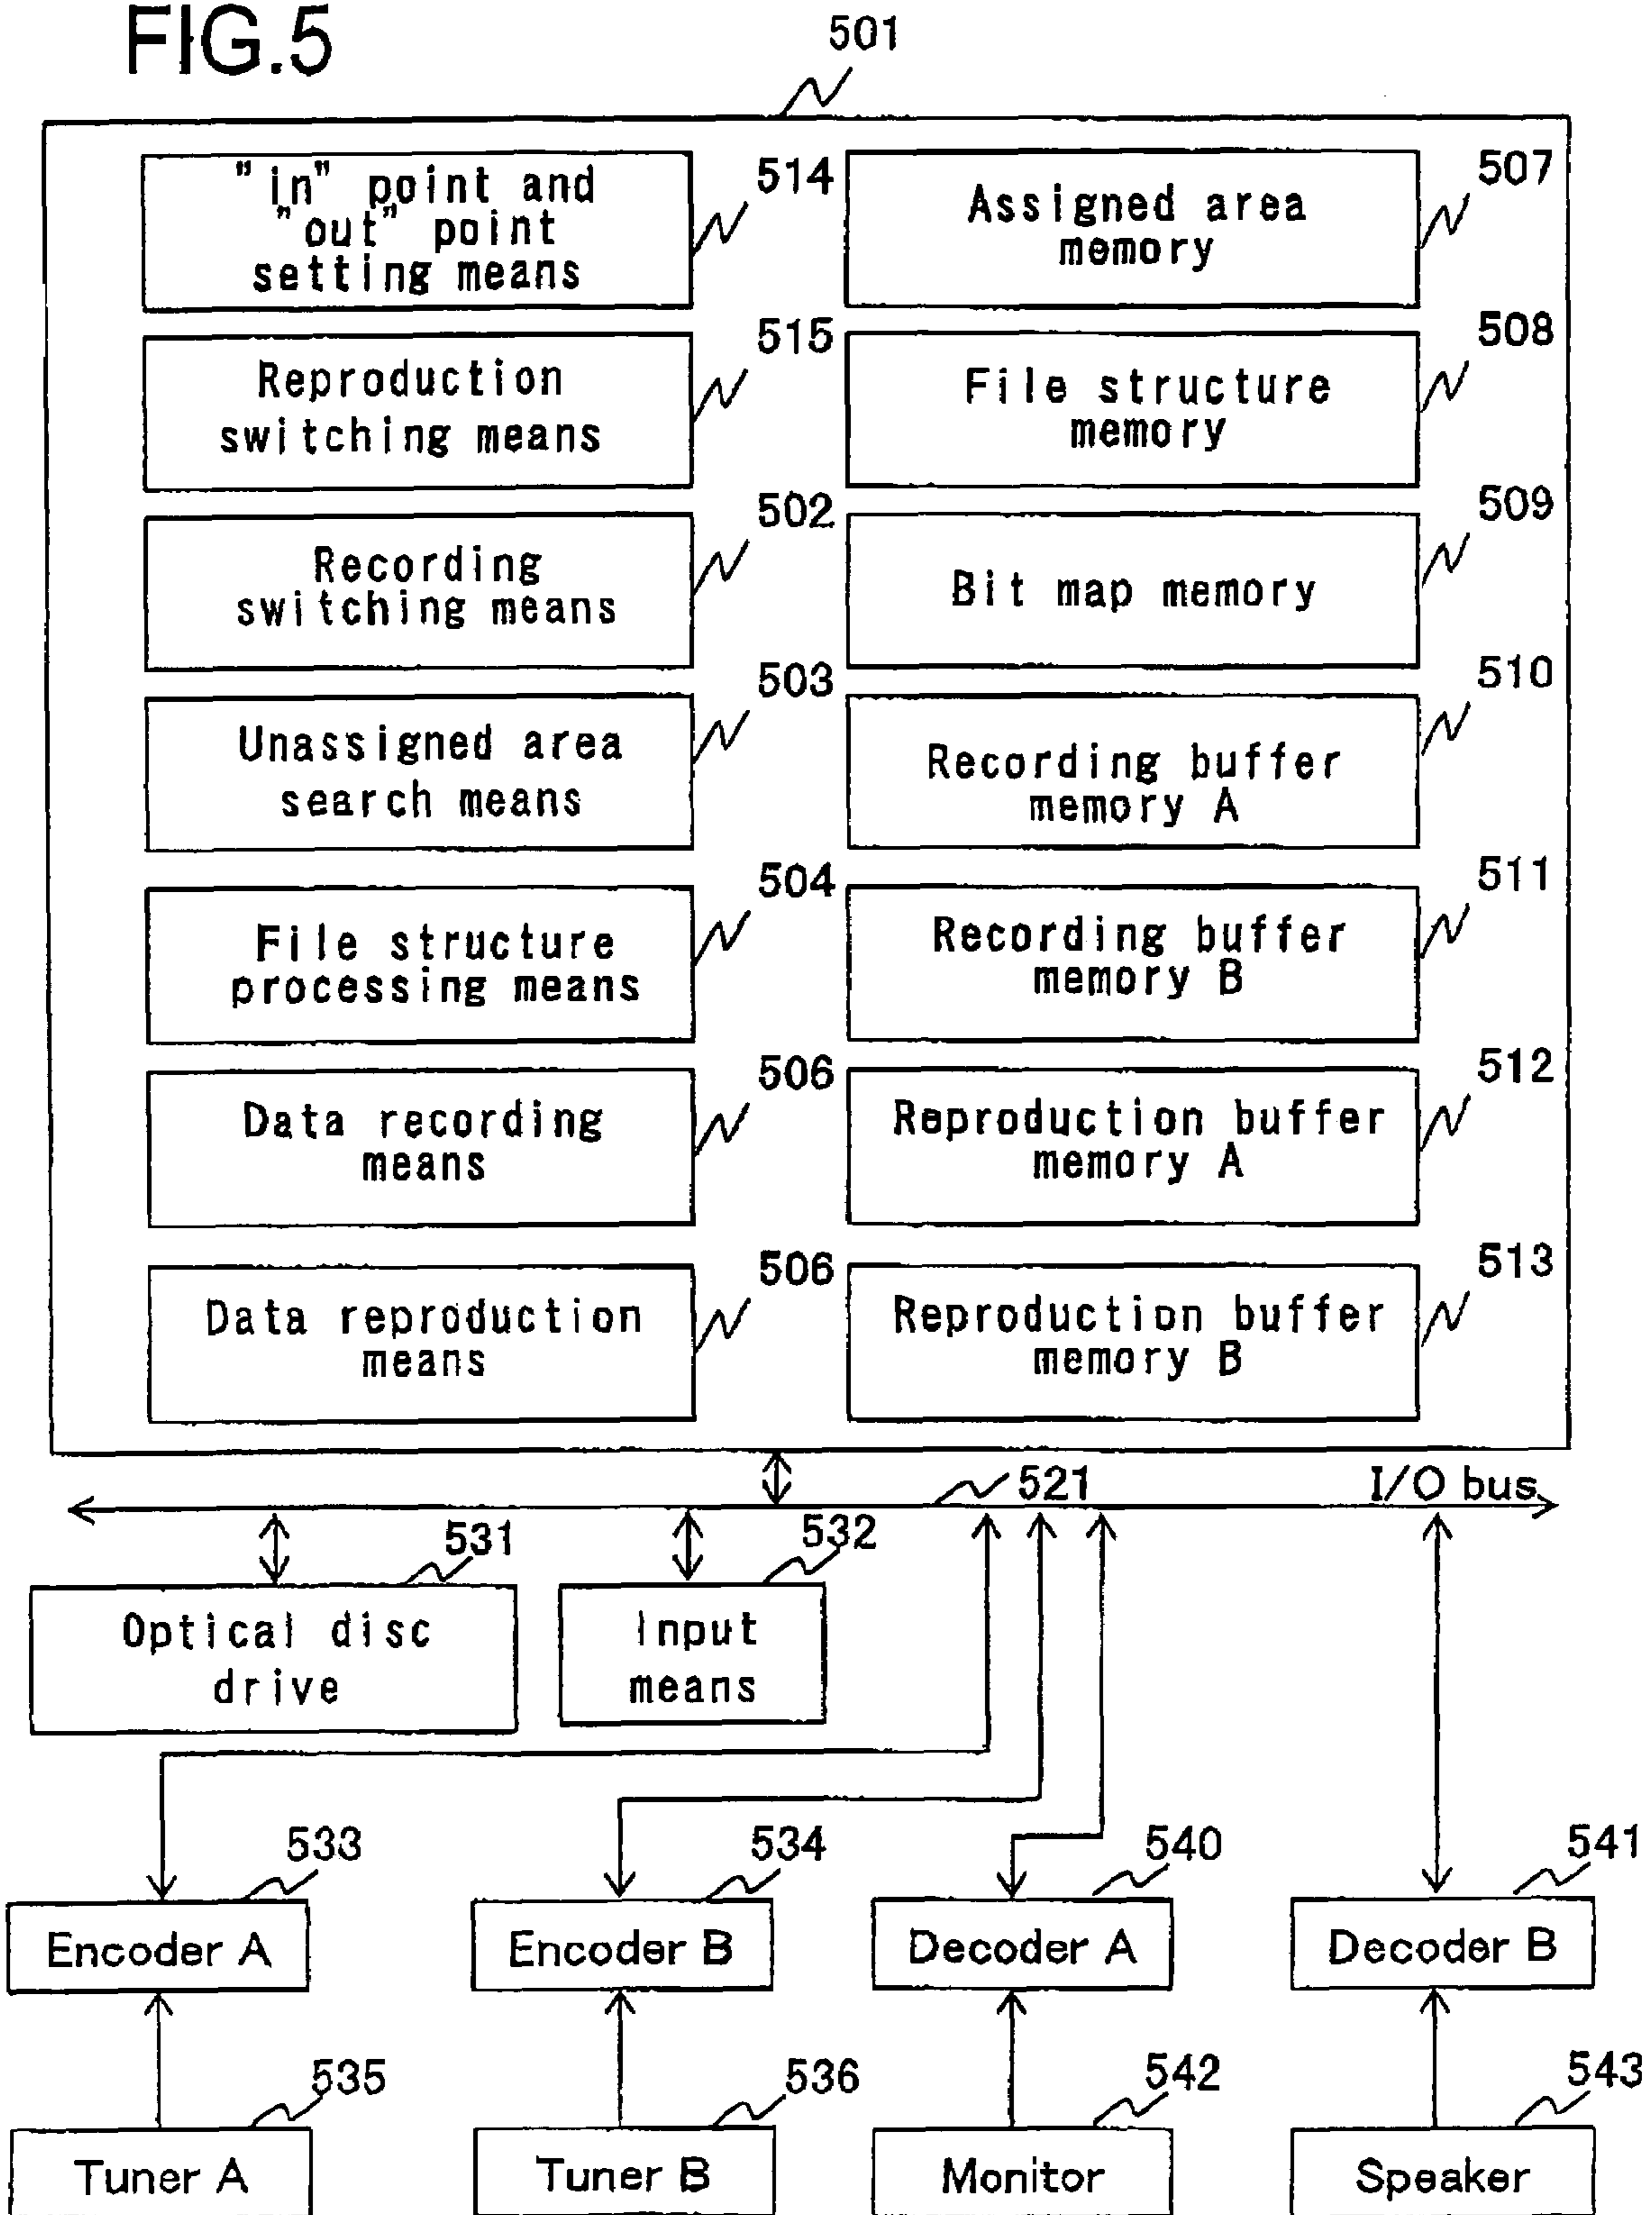 FIG.5
501
"in" point and
"out" point
setting means
514
Assigned area
memory
507
Reproduction
switching means
515
File structure
memory
508
Recording
switching means
502
Bit map memory
509
Unassigned area
search means
503
Recording buffer
memory A
510
File structure
processing means
504
Recording buffer
memory B
511
Data recording
means
506
Reproduction buffer
memory A
512
Data reproduction
means
506
Reproduction buffer
memory B
513
521
I/O bus
531
532
Optical disc
drive
Input
means
533
534
540
541
Encoder A
Encoder B
Decoder A
Decoder B
535
536
542
543
Tuner A
Tuner B
Monitor
Speaker